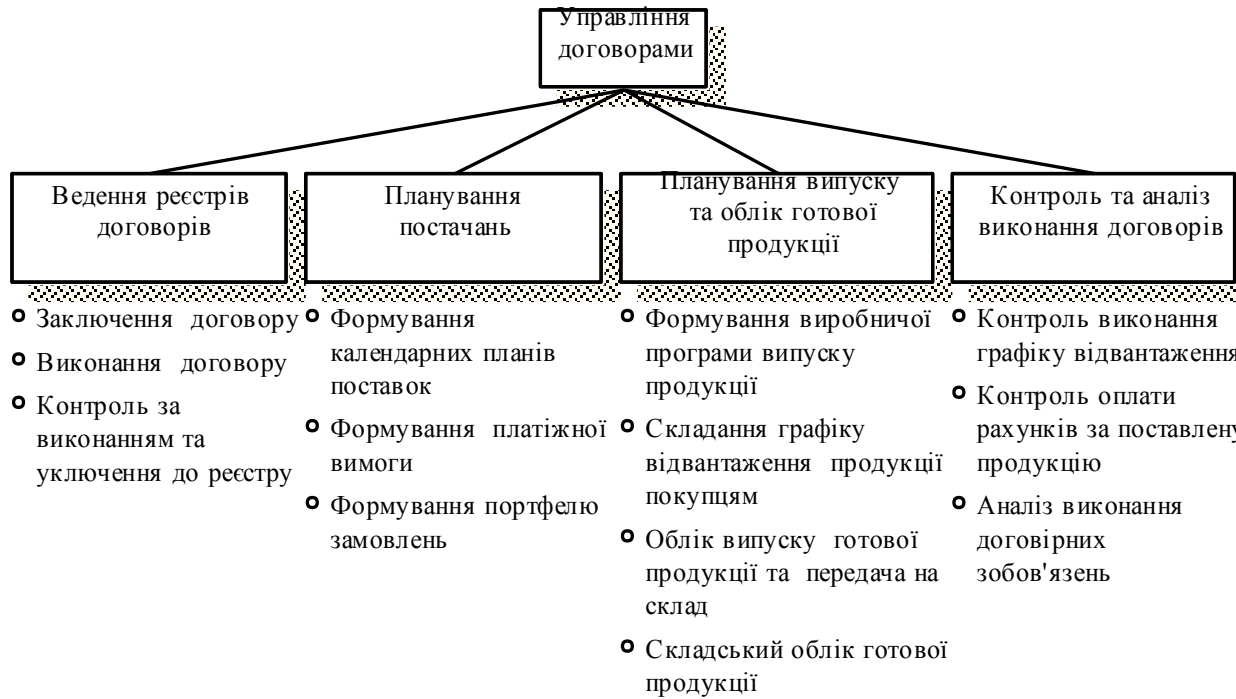 Управління
договорами
Ведення реєстрів
договорів
Планування
постачань
Планування випуску
та облік готової
продукції
Контроль та аналіз
виконання договорів
Заключення договору
Виконання договору
Контроль за
виконанням та
уключення до реєстру
Формування
календарних планів
поставок
Формування платіжної
вимоги
Формування портфелю
замовлень
Формування виробничої
програми випуску
продукції
Складання графіку
відвантаження продукції
покупцям
Облік випуску готової
продукції та передача на
склад
Складський облік готової
продукції
Контроль виконання
графіку відвантаження
Контроль оплати
рахунків за поставлену
продукцію
Аналіз виконання
договірних
зобов'язень